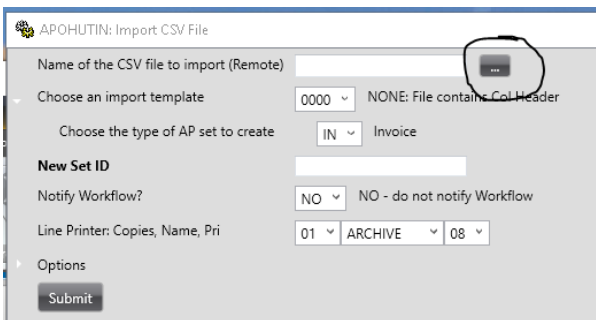 APOHUTIN: Import CSV File
Name of the CSV file to import (Remote) ...
Choose an import template 0000 NONE: File contains Col Header
Choose the type of AP set to create IN Invoice
New Set ID
Notify Workflow? NO NO - do not notify Workflow
Line Printer: Copies, Name, Pri 01 ARCHIVE 08
Options
Submit